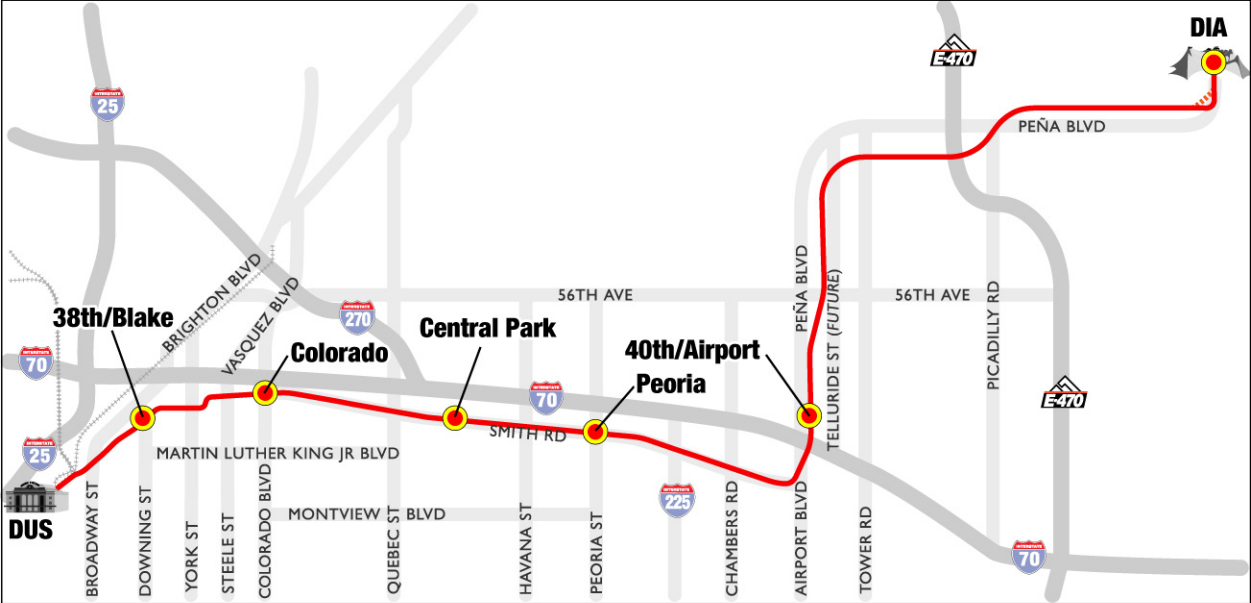 DIA
E-470
INTERSTATE
25
PEÑA BLVD
BRIGHTON BLVD
VASQUEZ BLVD
PEÑA BLVD
TELLURIDE ST (FUTURE)
56TH AVE
56TH AVE
PICADILLY RD
38th/Blake
INTERSTATE
270
Central Park
Colorado
40th/Airport
Peoria
INTERSTATE
70
INTERSTATE
70
E-470
SMITH RD
MARTIN LUTHER KING JR BLVD
INTERSTATE
25
INTERSTATE
225
DUS
MONTVIEW BLVD
BROADWAY ST
DOWNING ST
YORK ST
STEELE ST
COLORADO BLVD
QUEBEC ST
HAVANA ST
PEORIA ST
CHAMBERS RD
AIRPORT BLVD
TOWER RD
INTERSTATE
70